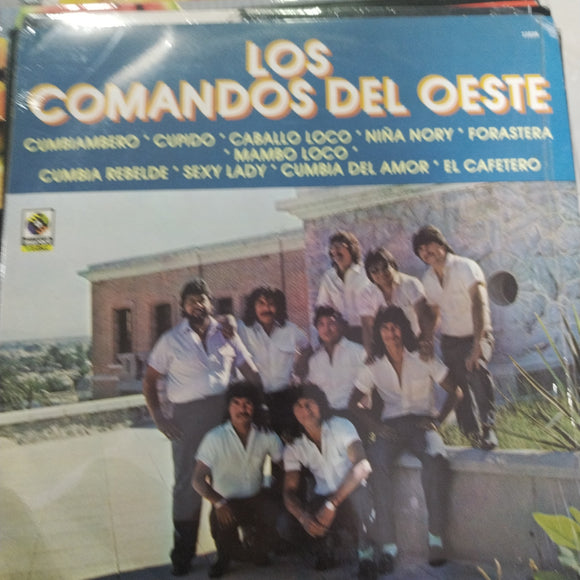 LOS
COMANDOS DEL OESTE
CUMBIAMBERO ` CUPIDO ` CABALLO LOCO ` NIÑA NORY ` FORASTERA
` MAMBO LOCO `
CUMBIA REBELDE ` SEXY LADY ` CUMBIA DEL AMOR ` EL CAFETERO